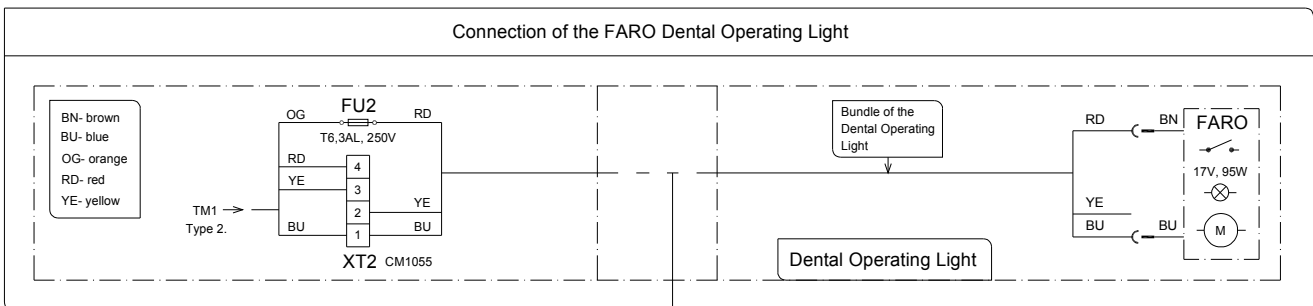 Connection of the FARO Dental Operating Light
BN- brown
BU- blue
OG- orange
RD- red
YE- yellow
OG
FU2
RD
T6,3AL, 250V
RD
4
YE
3
TM1
Type 2.
2
YE
BU
1
BU
XT2 CM1055
Bundle of the
Dental Operating
Light
RD
BN
FARO
17V, 95W
YE
BU
BU
M
Dental Operating Light